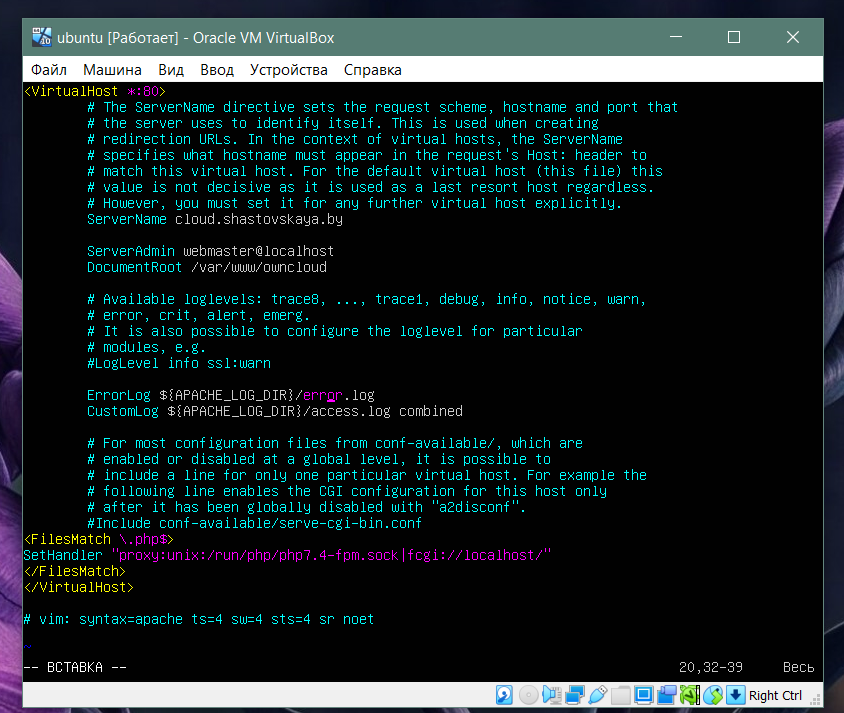 ubuntu [Работает] - Oracle VM VirtualBox
Файл Машина Вид Ввод Устройства Справка
<VirtualHost *:80>
# The ServerName directive sets the request scheme, hostname and port that
# the server uses to identify itself. This is used when creating
# redirection URLs. In the context of virtual hosts, the ServerName
# specifies what hostname must appear in the request's Host: header to
# match this virtual host. For the default virtual host (this file) this
# value is not decisive as it is used as a last resort host regardless.
# However, you must set it for any further virtual host explicitly.
ServerName cloud.shastovskaya.by
ServerAdmin webmaster@localhost
DocumentRoot /var/www/owncloud
# Available loglevels: trace8, ..., trace1, debug, info, notice, warn,
# error, crit, alert, emerg.
# It is also possible to configure the loglevel for particular
# modules, e.g.
#LogLevel info ssl:warn
ErrorLog ${APACHE_LOG_DIR}/error.log
CustomLog ${APACHE_LOG_DIR}/access.log combined
# For most configuration files from conf-available/, which are
# enabled or disabled at a global level, it is possible to
# include a line for only one particular virtual host. For example the
# following line enables the CGI configuration for this host only
# after it has been globally disabled with "a2disconf".
#Include conf-available/serve-cgi-bin.conf
<FilesMatch \.php$>
SetHandler "proxy:unix:/run/php/php7.4-fpm.sock|fcgi://localhost/"
</FilesMatch>
</VirtualHost>
# vim: syntax=apache ts=4 sw=4 sts=4 sr noet
~
-- ВСТАВКА -- 20,32-39 Весь
Right Ctrl